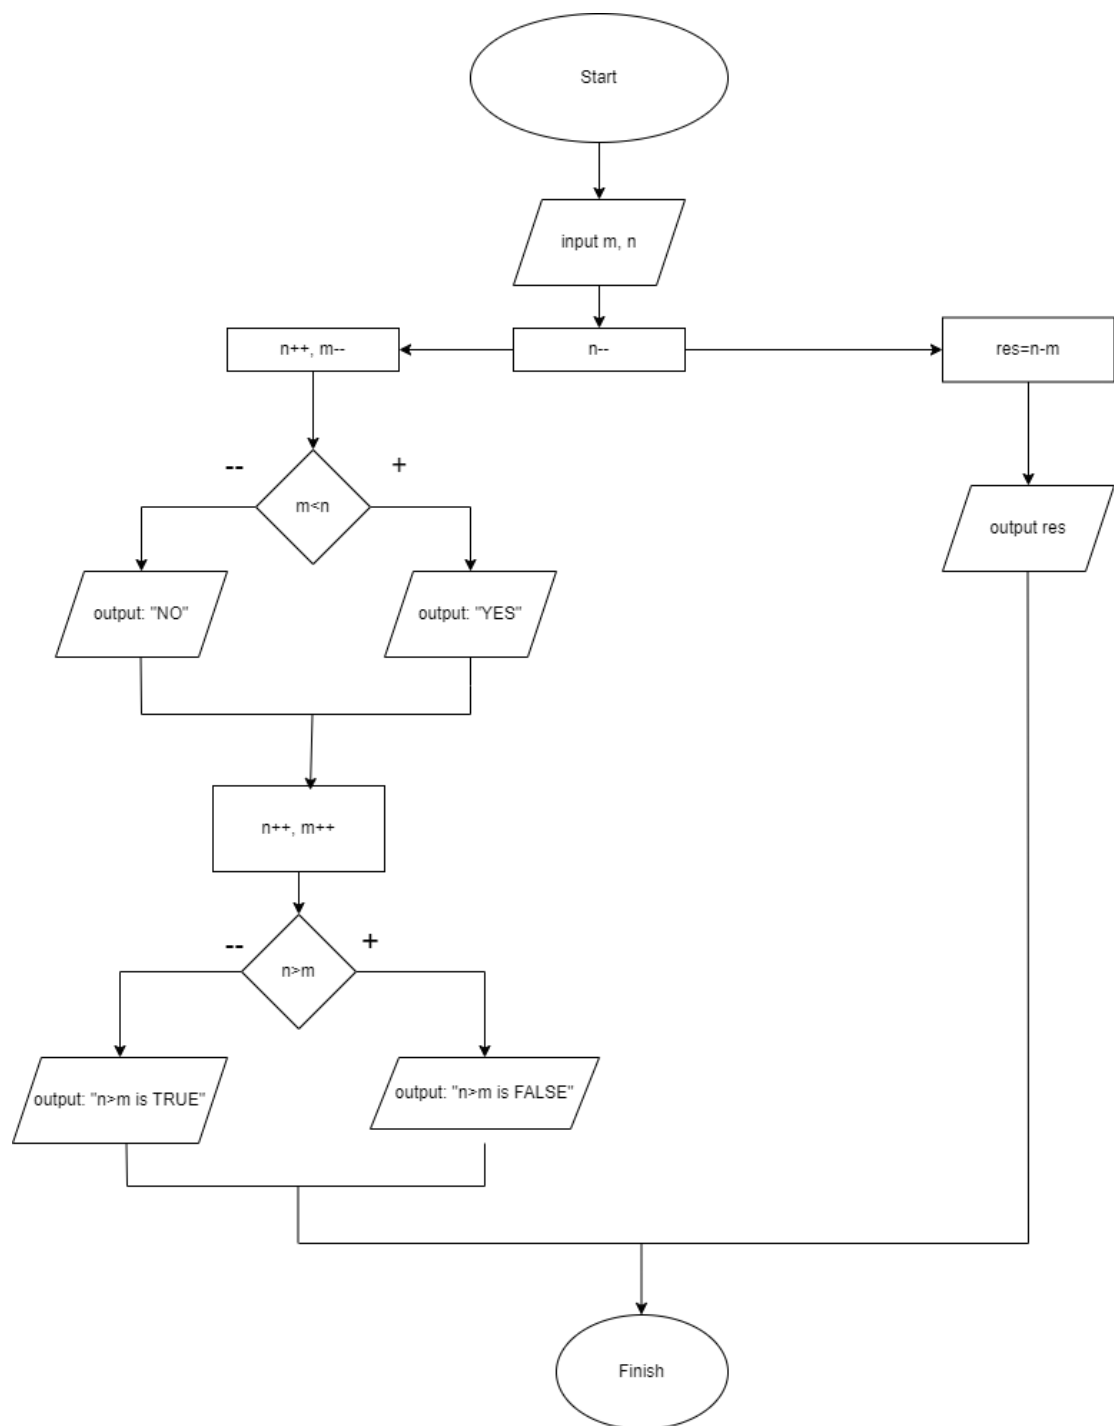 Start
input m, n
n++, m--
n--
res=n-m
--
+
m<n
output res
output: "NO"
output: "YES"
n++, m++
--
+
n>m
output: "n>m is TRUE"
output: "n>m is FALSE"
Finish